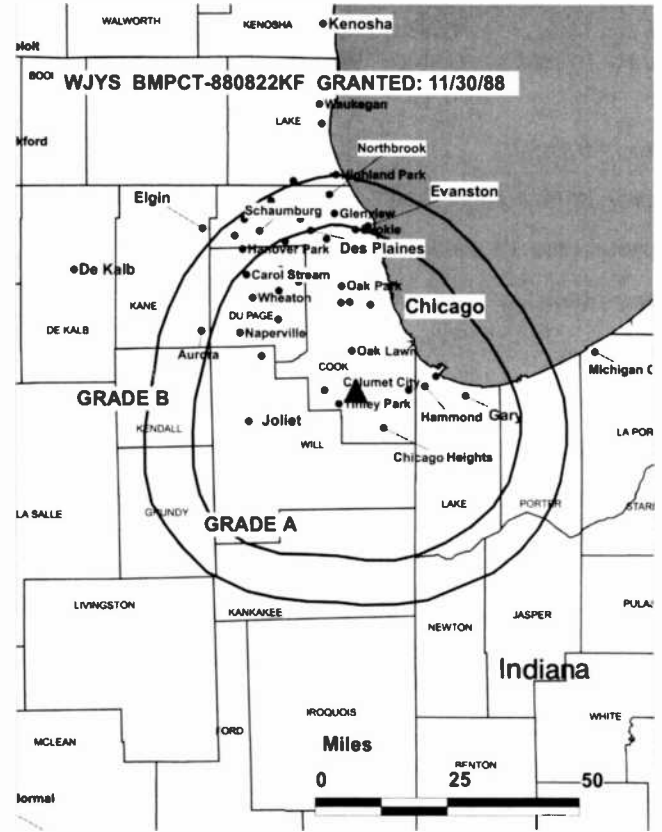 WALWORTH
KENOSHA
Kenosha
WJYS BMPCT-880822KF GRANTED: 11/30/88
Waukegan
LAKE
Northbrook
Highland Park
Elgin
Evanston
Schaumburg
Glenview
Hanover Park
Des Plaines
De Kalb
Carol Stream
Oak Park
KANE
Wheaton
Chicago
DU PAGE
DE KALB
Naperville
Aurora
Oak Lawn
COOK
Michigan C
GRADE B
Calumet City
Tinley Park
Hammond
Gary
KENDALL
Joliet
WILL
LA POR
Chicago Heights
LA SALLE
GRUNDY
GRADE A
LAKE
PORTER
LIVINGSTON
KANKAKEE
NEWTON
JASPER
Indiana
IROQUOIS
WHITE
MCLEAN
Miles
BENTON
0 25 50